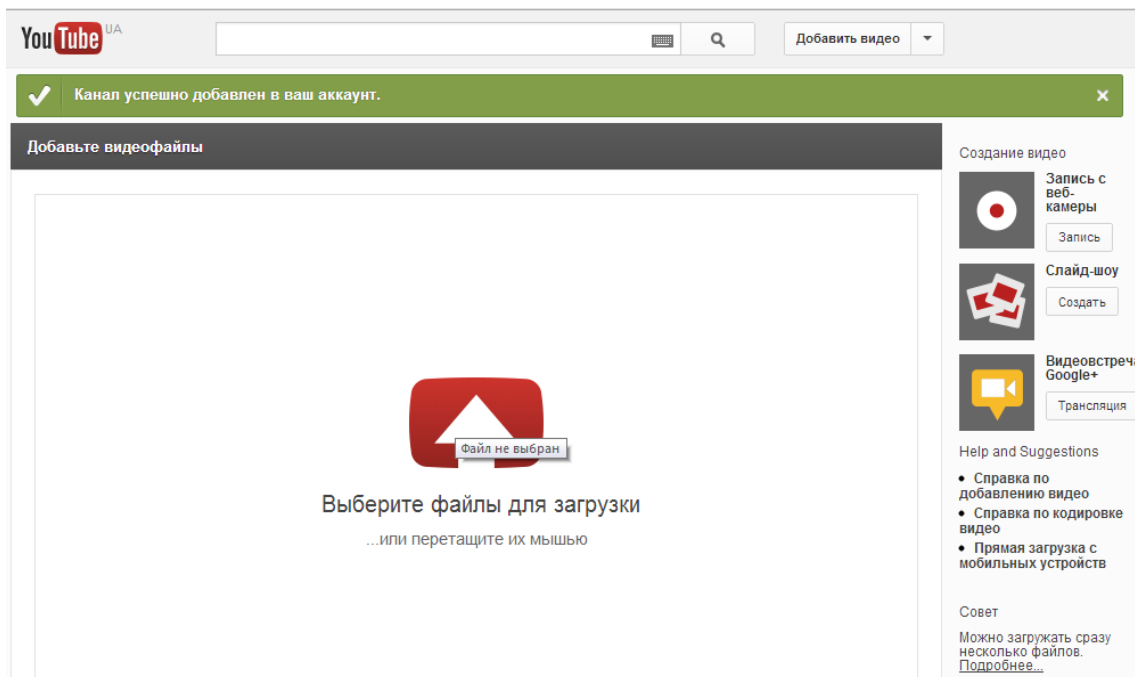 You Tube UA
Добавить видео
Канал успешно добавлен в ваш аккаунт.
Добавьте видеофайлы
Файл не выбран
Выберите файлы для загрузки
...или перетащите их мышью
Создание видео
Запись с
веб-
камеры
Запись
Слайд-шоу
Создать
Видеовстреча
Google+
Трансляция
Help and Suggestions
• Справка по
добавлению видео
• Справка по кодировке
видео
• Прямая загрузка с
мобильных устройств
Совет
Можно загружать сразу
несколько файлов.
Подробнее...